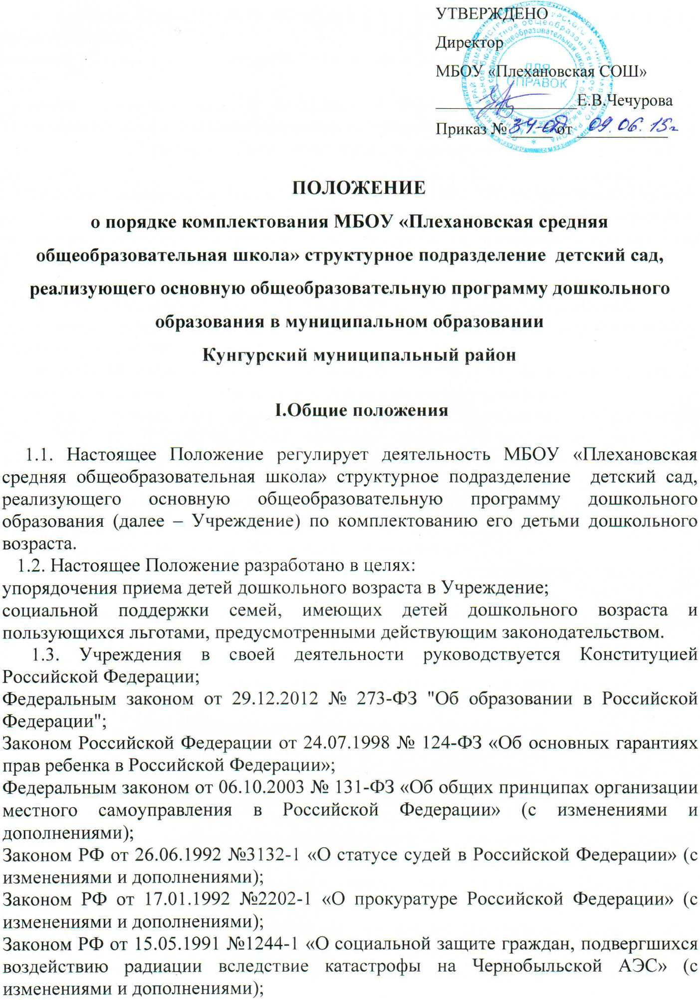 УТВЕРЖДЕНО
Директор
МБОУ «Плехановская СОШ»
ДЛЯ
СПРАВОК
_________________Е.В.Чечурова
Приказ № 34-од от 09.06.15г
ПОЛОЖЕНИЕ
о порядке комплектования МБОУ «Плехановская средняя
общеобразовательная школа» структурное подразделение детский сад,
реализующего основную общеобразовательную программу дошкольного
образования в муниципальном образовании
Кунгурский муниципальный район
I.Общие положения
1.1. Настоящее Положение регулирует деятельность МБОУ «Плехановская
средняя общеобразовательная школа» структурное подразделение детский сад,
реализующего основную общеобразовательную программу дошкольного
образования (далее – Учреждение) по комплектованию его детьми дошкольного
возраста.
1.2. Настоящее Положение разработано в целях:
упорядочения приема детей дошкольного возраста в Учреждение;
социальной поддержки семей, имеющих детей дошкольного возраста и
пользующихся льготами, предусмотренными действующим законодательством.
1.3. Учреждения в своей деятельности руководствуется Конституцией
Российской Федерации;
Федеральным законом от 29.12.2012 № 273-ФЗ "Об образовании в Российской
Федерации";
Законом Российской Федерации от 24.07.1998 № 124-ФЗ «Об основных гарантиях
прав ребенка в Российской Федерации»;
Федеральным законом от 06.10.2003 № 131-ФЗ «Об общих принципах организации
местного самоуправления в Российской Федерации» (с изменениями и
дополнениями);
Законом РФ от 26.06.1992 №3132-1 «О статусе судей в Российской Федерации» (с
изменениями и дополнениями);
Законом РФ от 17.01.1992 №2202-1 «О прокуратуре Российской Федерации» (с
изменениями и дополнениями);
Законом РФ от 15.05.1991 №1244-1 «О социальной защите граждан, подвергшихся
воздействию радиации вследствие катастрофы на Чернобыльской АЭС» (с
изменениями и дополнениями);